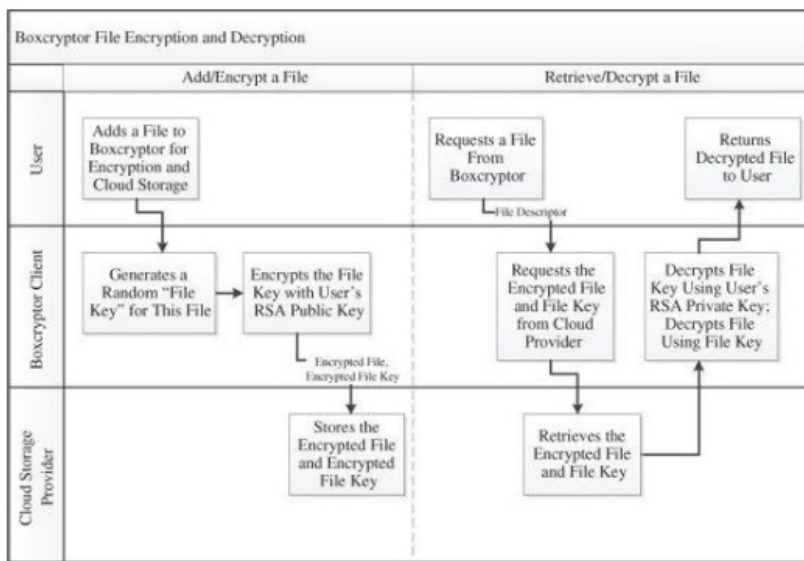 Boxcryptor File Encryption and Decryption
Add/Encrypt a File
Retrieve/Decrypt a File
User
Adds a File to
Boxcryptor for
Encryption and
Cloud Storage
Requests a File
From
Boxcryptor
Returns
Decrypted File
to User
File Descriptor
Boxcryptor Client
Generates a
Random “File
Key” for This File
Encrypts the File
Key with User’s
RSA Public Key
Requests the
Encrypted File
and File Key
from Cloud
Provider
Decrypts File
Key Using User’s
RSA Private Key;
Decrypts File
Using File Key
Encrypted File,
Encrypted File Key
Cloud Storage
Provider
Stores the
Encrypted File
and Encrypted
File Key
Retrieves the
Encrypted File
and File Key